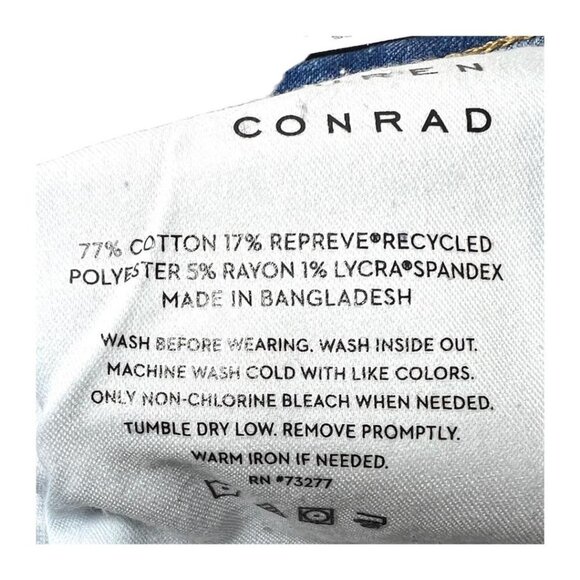 CONRAD
77% COTTON 17% REPREVE®RECYCLED
POLYESTER 5% RAYON 1% LYCRA®SPANDEX
MADE IN BANGLADESH
WASH BEFORE WEARING. WASH INSIDE OUT.
MACHINE WASH COLD WITH LIKE COLORS.
ONLY NON-CHLORINE BLEACH WHEN NEEDED.
TUMBLE DRY LOW. REMOVE PROMPTLY.
WARM IRON IF NEEDED.
RN #73277